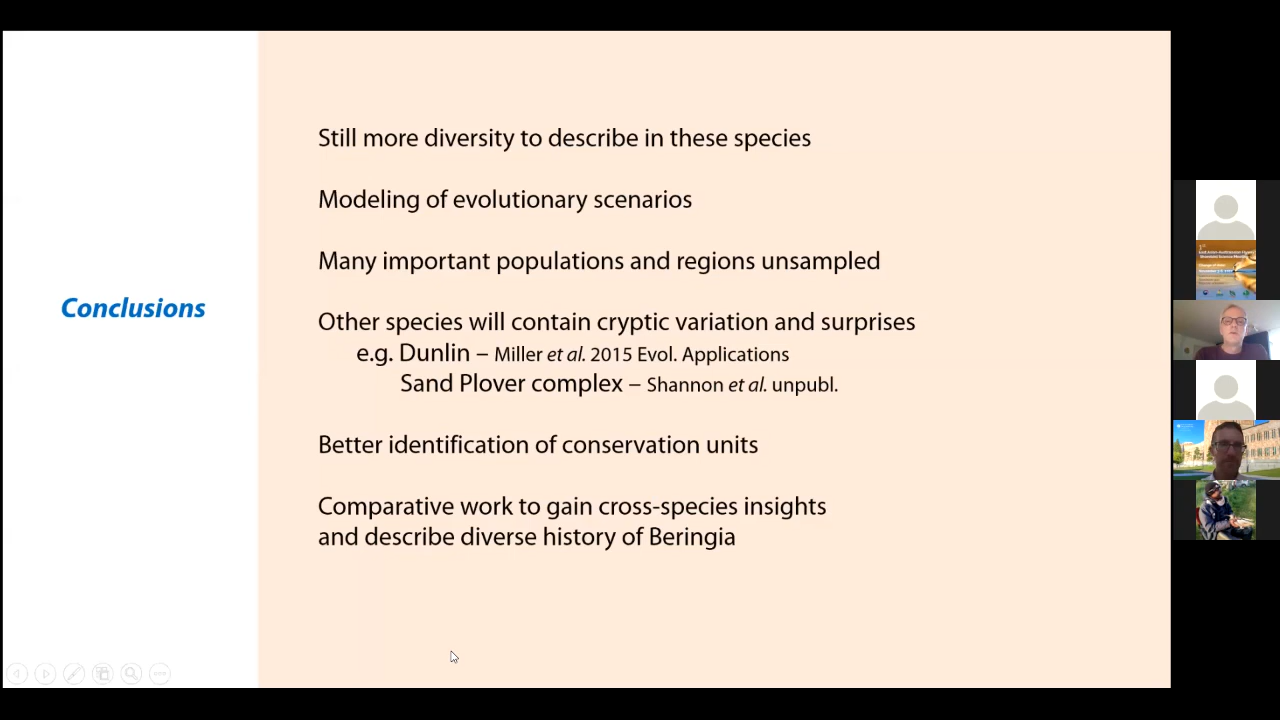 Still more diversity to describe in these species
Modeling of evolutionary scenarios
Many important populations and regions unsampled
Conclusions
Other species will contain cryptic variation and surprises
e.g. Dunlin – Miller et al. 2015 Evol. Applications
Sand Plover complex – Shannon et al. unpubl.
Better identification of conservation units
Comparative work to gain cross-species insights
and describe diverse history of Beringia